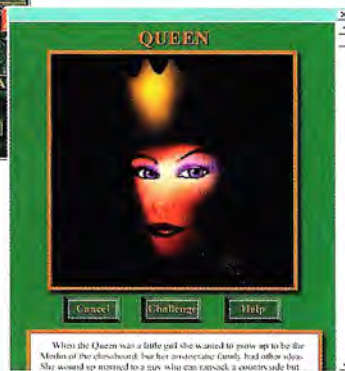 QUEEN
Cancel Challenge Help
When the Queen was a little girl she wanted to grow up to be the
of the chessboard, but her aristocratic family had other ideas.
She wound up married to a guy who can ransack a countryside but